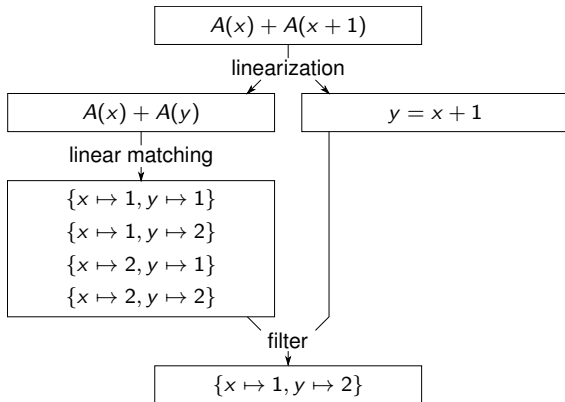 A(x) + A(x + 1)
linearization
A(x) + A(y)
y = x + 1
linear matching
{x ↦ 1, y ↦ 1}
{x ↦ 1, y ↦ 2}
{x ↦ 2, y ↦ 1}
{x ↦ 2, y ↦ 2}
filter
{x ↦ 1, y ↦ 2}